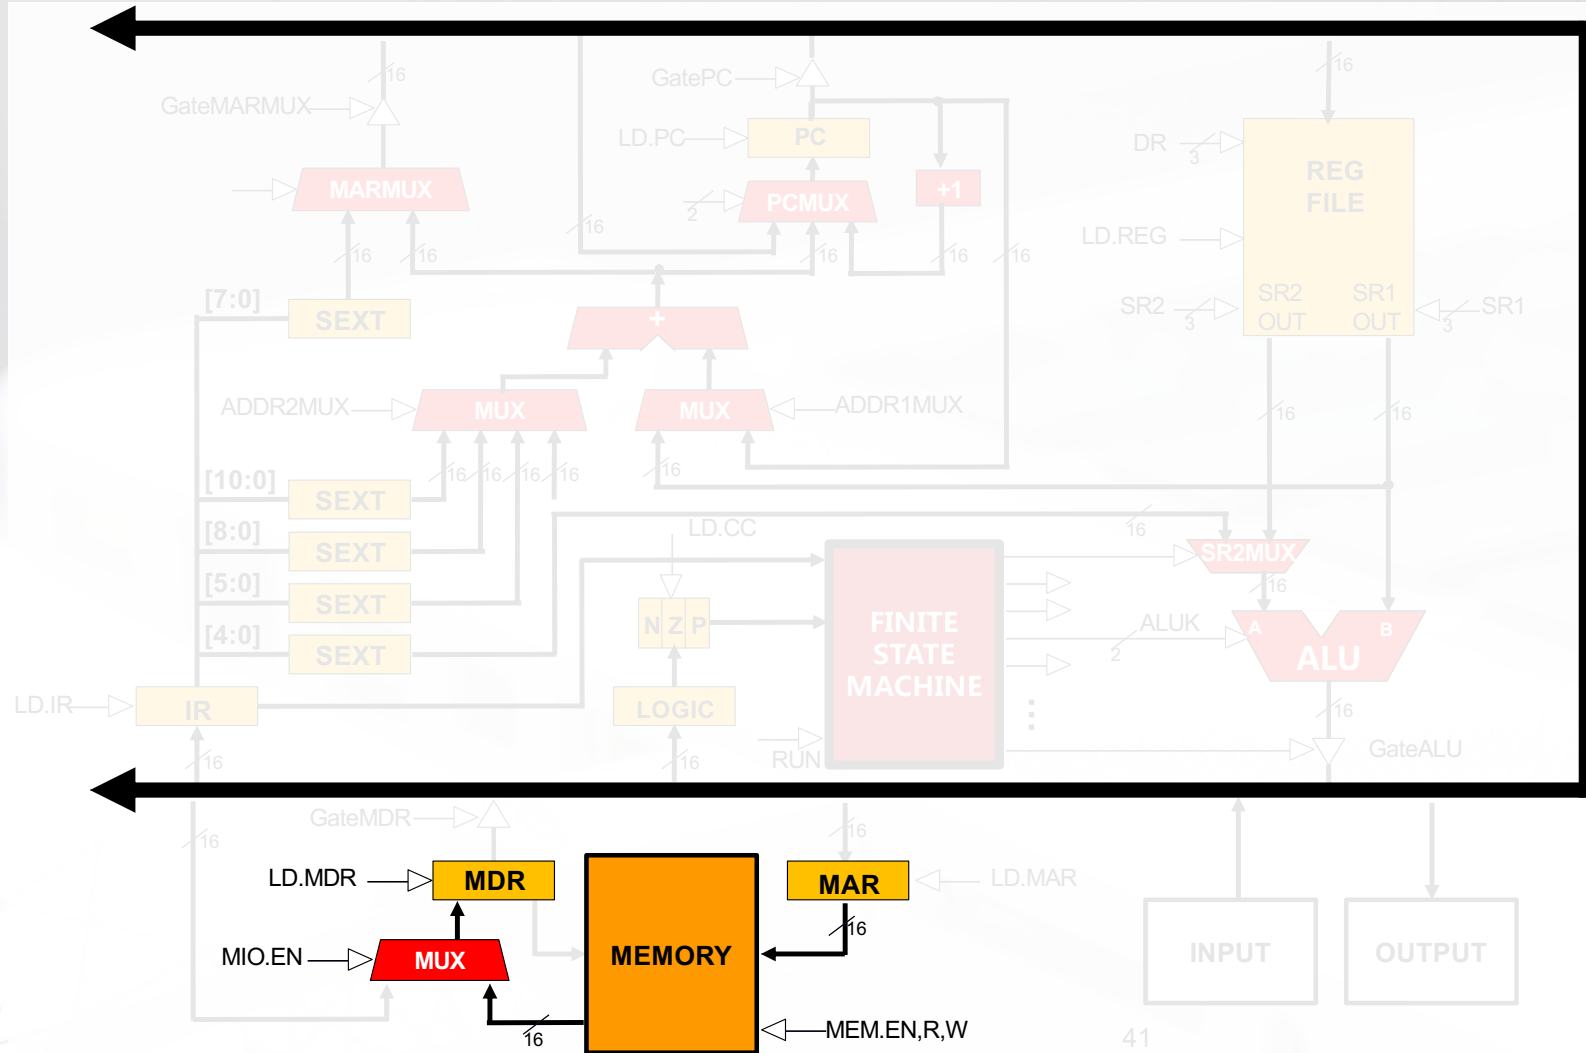 16
GatePC
16
GateMARMUX
LD.PC
PC
DR
3
REG
FILE
MARMUX
PCMUX
+1
2
16
LD.REG
16
16
16
16
16
[7:0]
SEXT
+
SR2
3
SR2
OUT
SR1
OUT
3
SR1
ADDR2MUX
MUX
MUX
ADDR1MUX
16
16
[10:0]
SEXT
16
16
16
16
16
[8:0]
SEXT
LD.CC
16
SR2MUX
[5:0]
SEXT
16
N Z P
FINITE
STATE
MACHINE
ALUK
2
A
B
ALU
[4:0]
SEXT
LD.IR
IR
LOGIC
16
⋮
16
16
RUN
GateALU
GateMDR
16
16
LD.MDR
MDR
MAR
LD.MAR
16
MIO.EN
MUX
MEMORY
INPUT
OUTPUT
16
MEM.EN,R,W
41